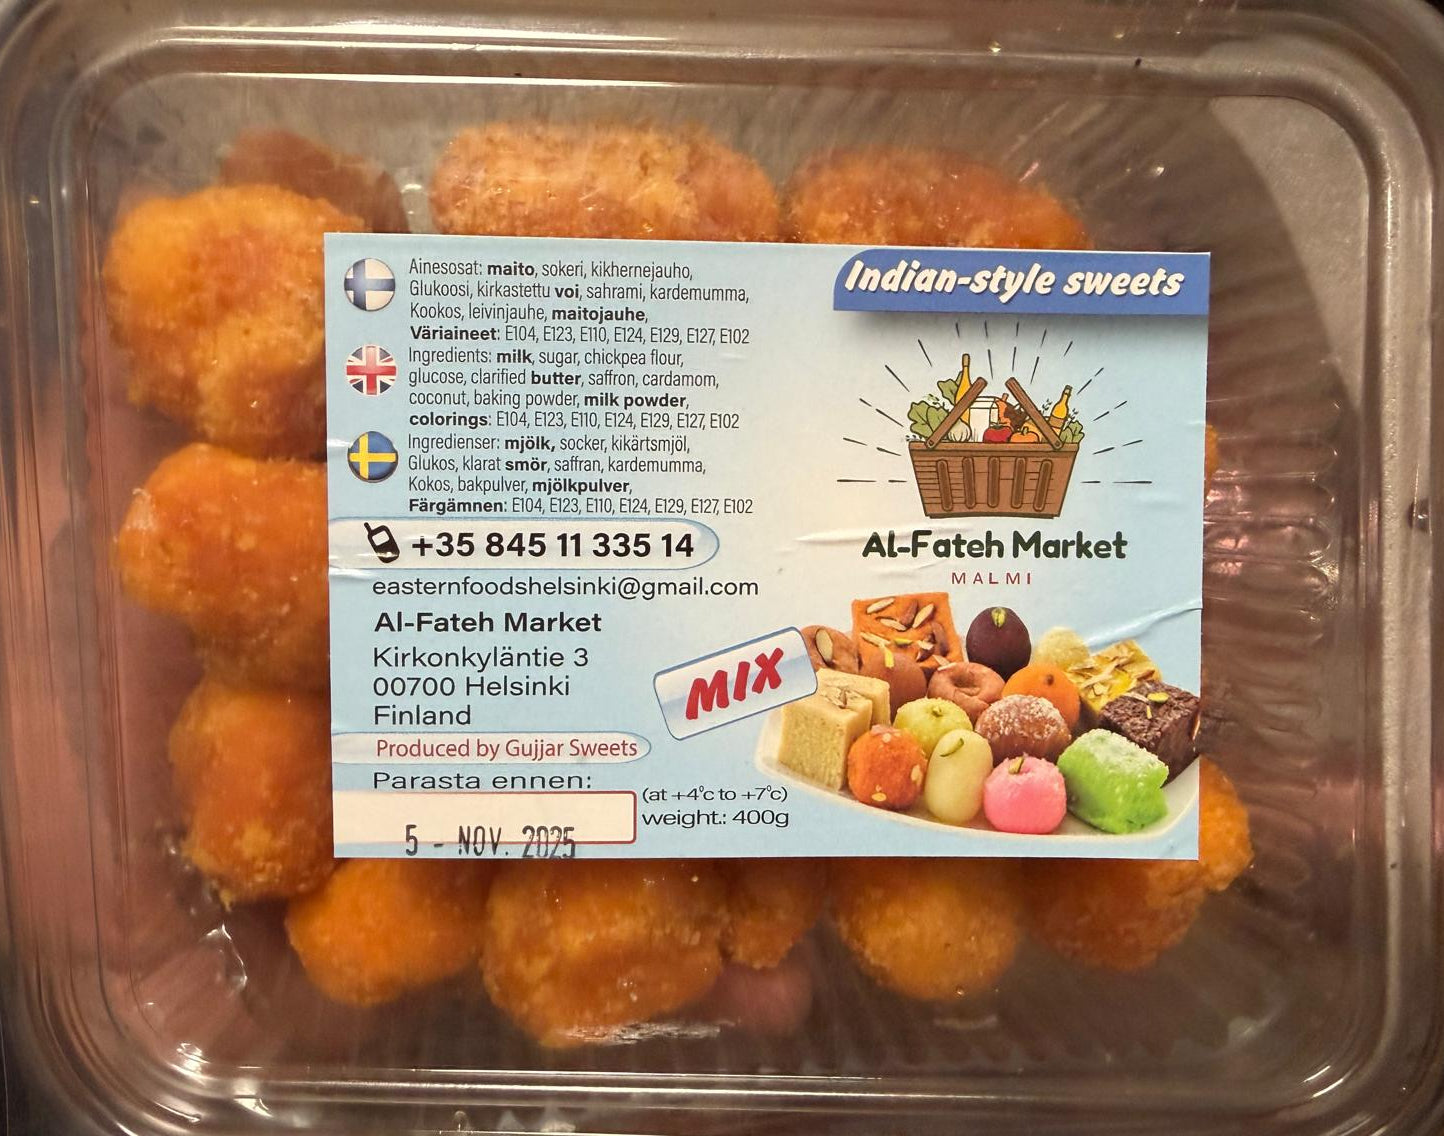 Ainesosat: maito, sokeri, kikhernejauho,
Glukoosi, kirkastettu voi, sahrami, kardemumma,
Kookos, leivinjauhe, maitojauhe,
Väriaineet: E104, E123, E110, E124, E129, E127, E102
Ingredients: milk, sugar, chickpea flour,
glucose, clarified butter, saffron, cardamom,
coconut, baking powder, milk powder,
colorings: E104, E123, E110, E124, E129, E127, E102
Ingredienser: mjölk, socker, kikärtsmjöl,
Glukos, klarat smör, saffran, kardemumma,
Kokos, bakpulver, mjölkpulver,
Färgämnen: E104, E123, E110, E124, E129, E127, E102
+35 845 11 335 14
easternfoodshelsinki@gmail.com
Al-Fateh Market
Kirkonkyläntie 3
00700 Helsinki
Finland
Produced by Gujjar Sweets
Parasta ennen:
5 - NOV. 2025
(at +4°c to +7°c)
weight.: 400g
Indian-style sweets
Al-Fateh Market
MALMI
MIX